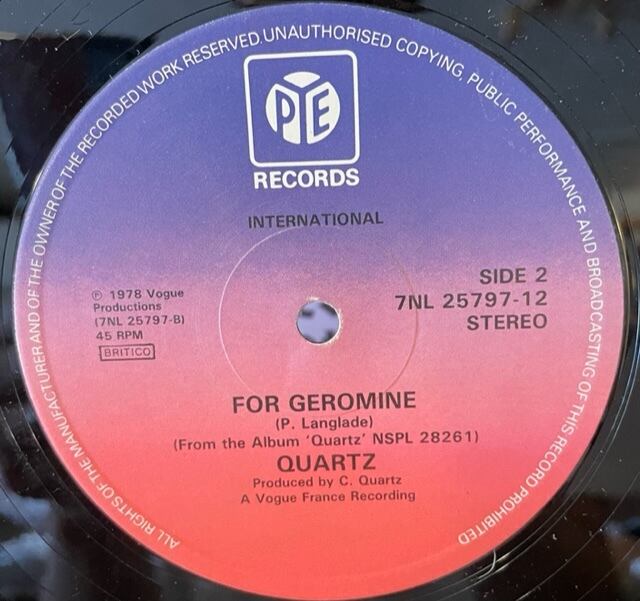 ALL RIGHTS OF THE MANUFACTURER AND OF THE OWNER OF THE RECORDED WORK RESERVED. UNAUTHORISED COPYING, PUBLIC PERFORMANCE AND BROADCASTING OF THIS RECORD PROHIBITED
PYE
RECORDS
INTERNATIONAL
℗ 1978 Vogue
Productions
(7NL 25797-B)
45 RPM
BRITICO
SIDE 2
7NL 25797-12
STEREO
FOR GEROMINE
(P. Langlade)
(From the Album 'Quartz' NSPL 28261)
QUARTZ
Produced by C. Quartz
A Vogue France Recording